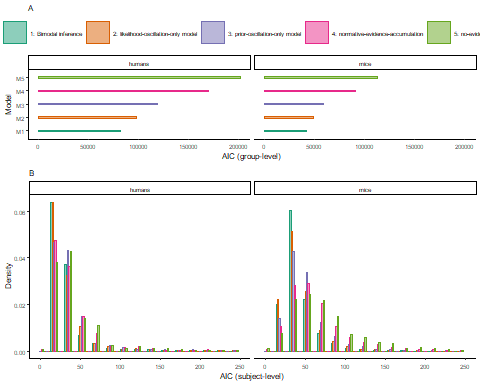 A
1. Bimodal inference 2. likelihood-oscillation-only model 3. prior-oscillation-only model 4. normative-evidence-accumulation 5. no-evid
humans mice
Model
M5
M4
M3
M2
M1
0 50000 100000 150000 200000 0 50000 100000 150000 200000
AIC (group-level)
B
humans mice
Density
0.06
0.04
0.02
0.00
0 50 100 150 200 250 0 50 100 150 200 250
AIC (subject-level)